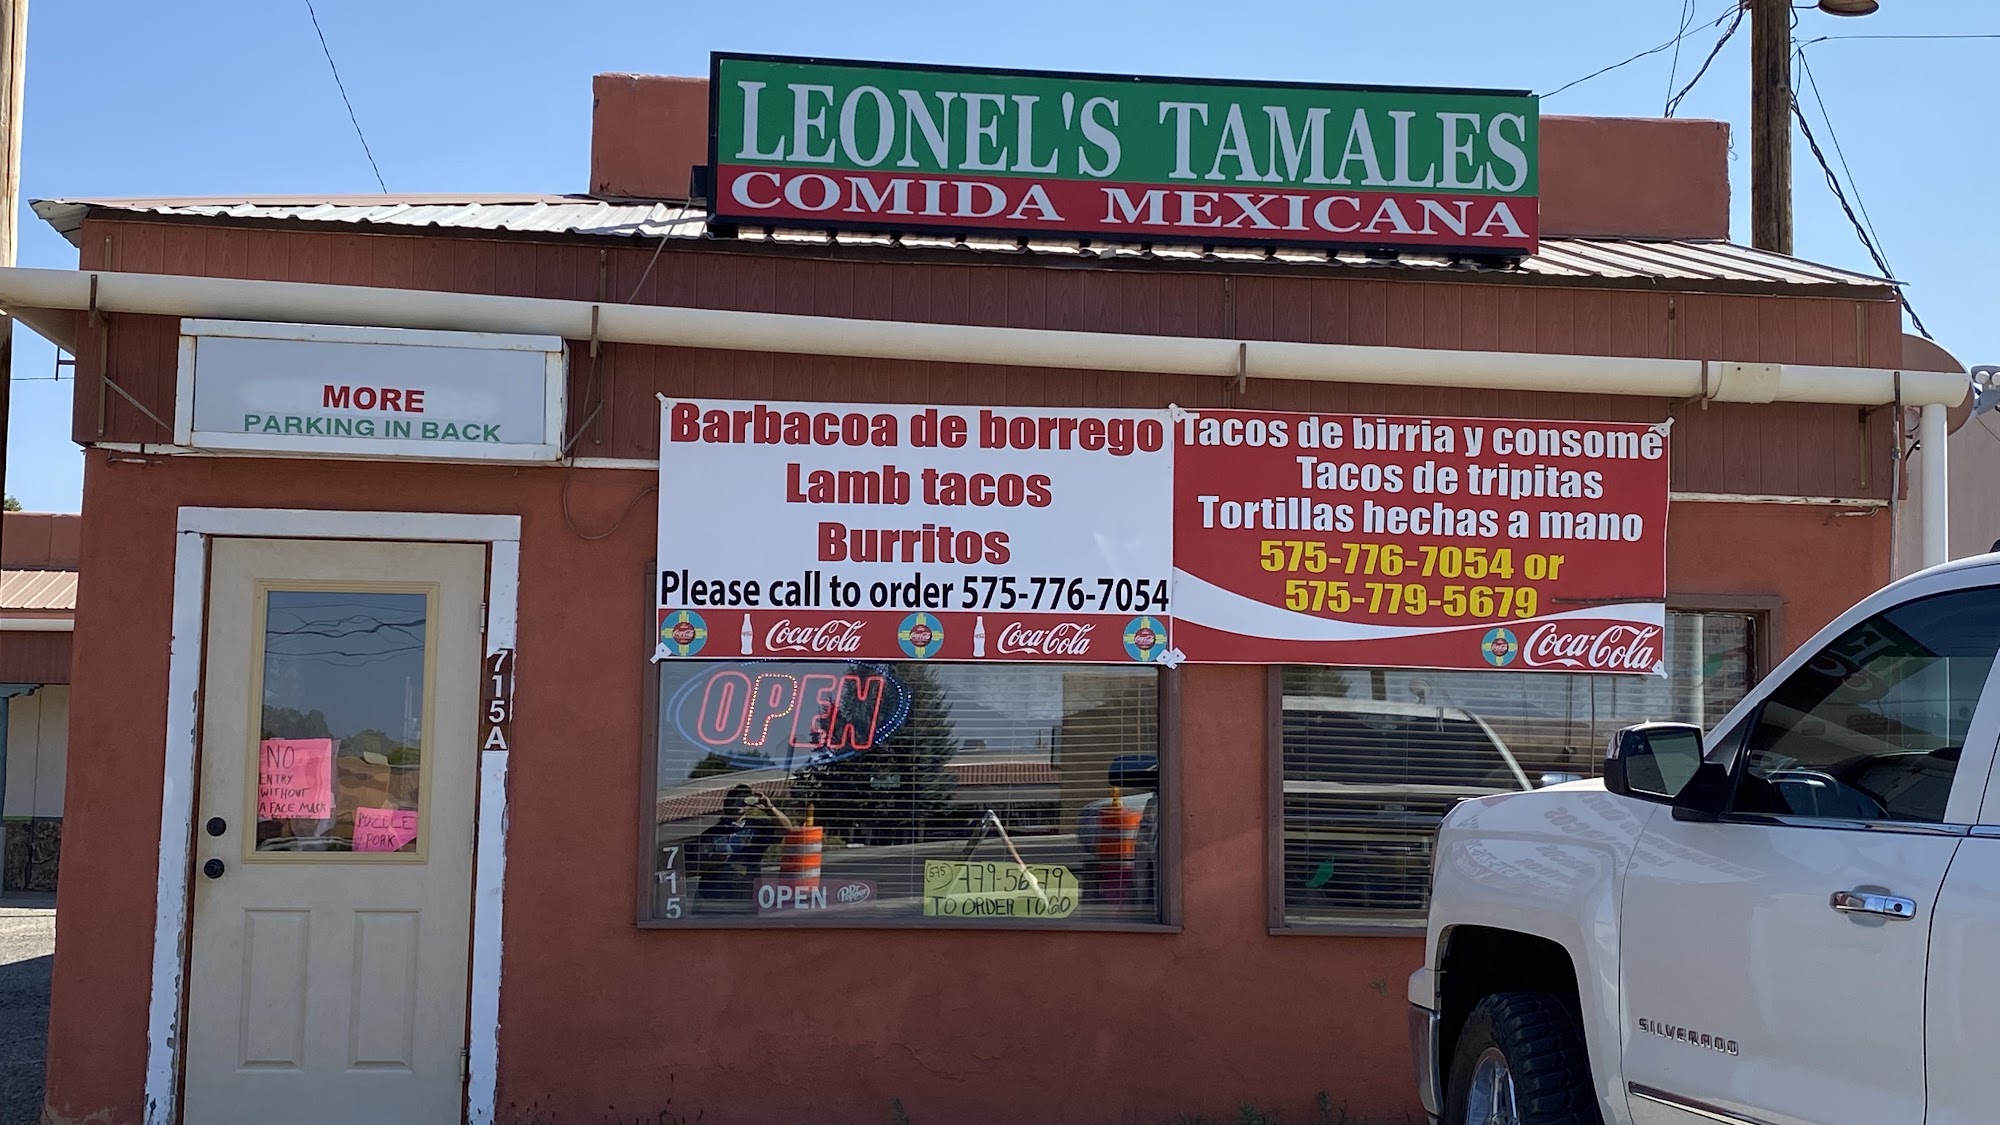 LEONEL'S TAMALES
COMIDA MEXICANA
MORE
PARKING IN BACK
Barbacoa de borrego
Lamb tacos
Burritos
Please call to order 575-776-7054
Coca-Cola
Coca-Cola
Tacos de birria y consomé
Tacos de tripitas
Tortillas hechas a mano
575-776-7054 or
575-779-5679
Coca-Cola
OPEN
715A
NO
ENTRY
WITHOUT
A FACE MASK
POZOLE
PORK
715
OPEN Dr Pepper
(575) 779-5679
TO ORDER TO GO
SILVERADO